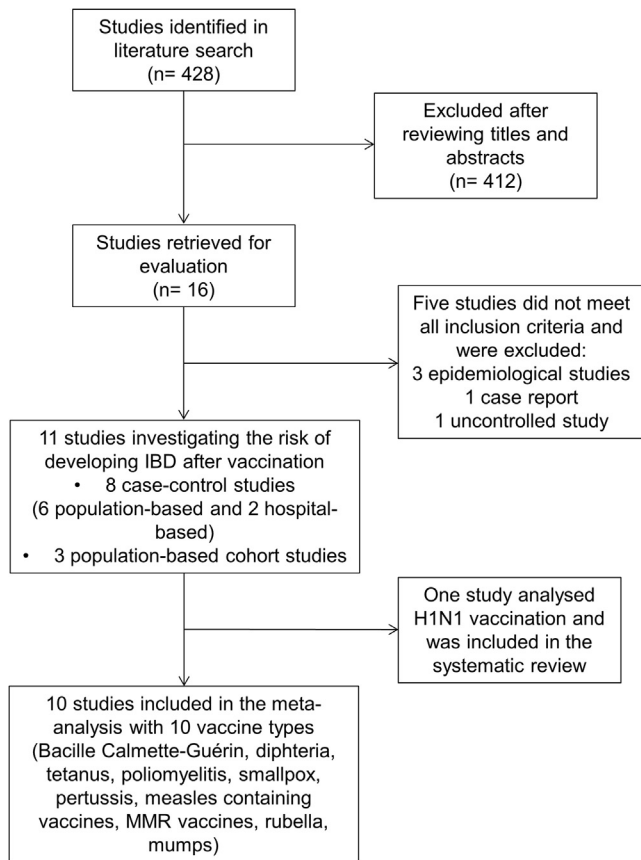 Studies identified in
literature search
(n= 428)
Excluded after
reviewing titles and
abstracts
(n= 412)
Studies retrieved for
evaluation
(n= 16)
Five studies did not meet
all inclusion criteria and
were excluded:
3 epidemiological studies
1 case report
1 uncontrolled study
11 studies investigating the risk of
developing IBD after vaccination
• 8 case-control studies
(6 population-based and 2 hospital-
based)
• 3 population-based cohort studies
One study analysed
H1N1 vaccination and
was included in the
systematic review
10 studies included in the meta-
analysis with 10 vaccine types
(Bacille Calmette-Guérin, diphteria,
tetanus, poliomyelitis, smallpox,
pertussis, measles containing
vaccines, MMR vaccines, rubella,
mumps)